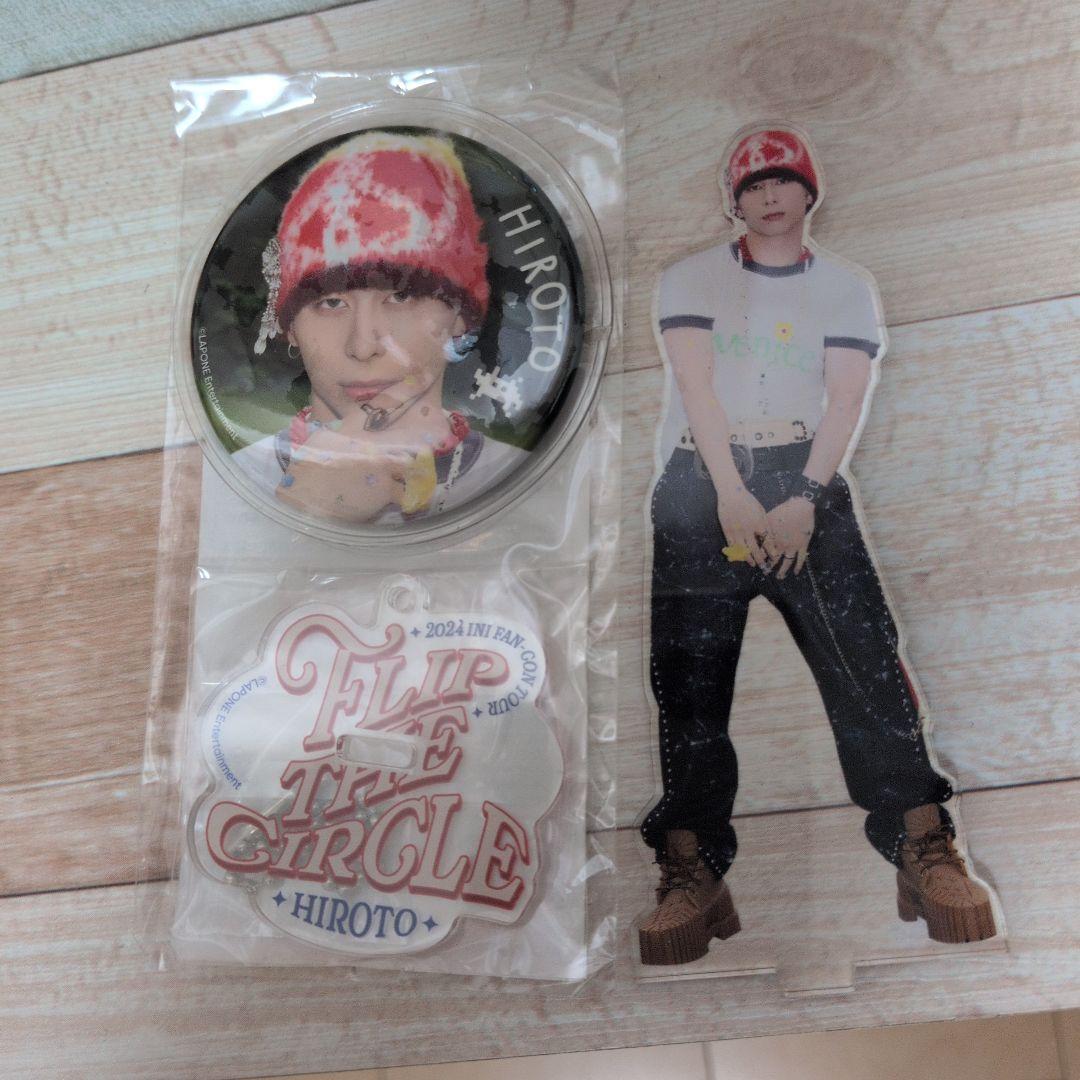 HIROTO
©LAPONE Entertainment
2024 INI FAN-CON TOUR
FLIP
THE
CIRCLE
HIROTO
©LAPONE Entertainment